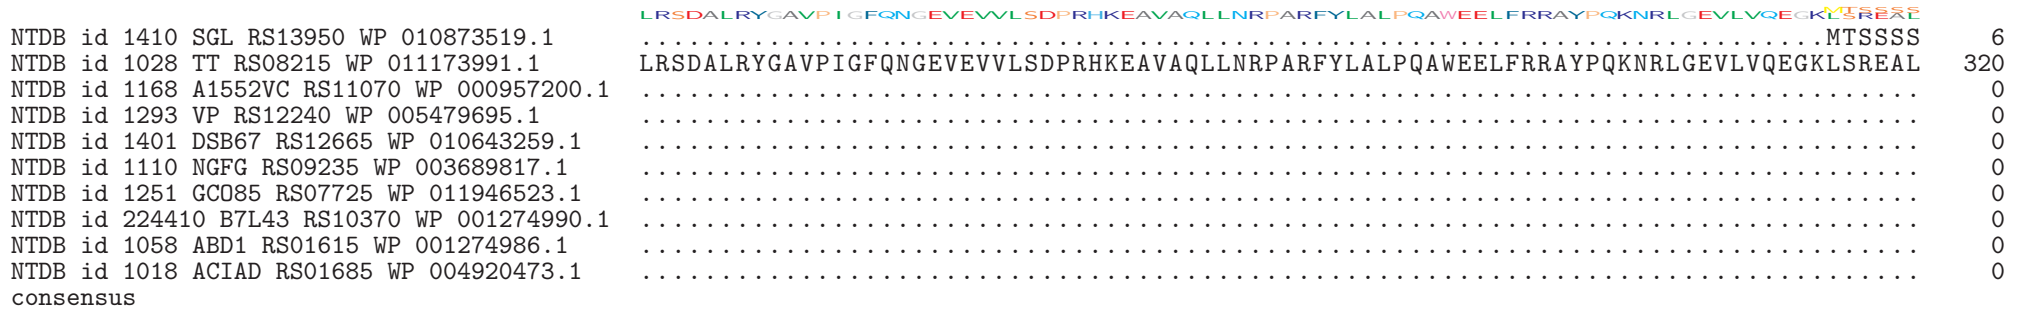 MTSSSS
LRSDALRYGAVPIGFQNGEVEVVLSDPRHKEAVAQLLNRPARFYLALPQAWEELFRRAYPQKNRLGEVLVQEGKLSREAL
NTDB id 1410 SGL RS13950 WP 010873519.1 ..........................................................................MTSSSS 6
NTDB id 1028 TT RS08215 WP 011173991.1 LRSDALRYGAVPIGFQNGEVEVVLSDPRHKEAVAQLLNRPARFYLALPQAWEELFRRAYPQKNRLGEVLVQEGKLSREAL 320
NTDB id 1168 A1552VC RS11070 WP 000957200.1 ................................................................................ 0
NTDB id 1293 VP RS12240 WP 005479695.1 ................................................................................ 0
NTDB id 1401 DSB67 RS12665 WP 010643259.1 ................................................................................ 0
NTDB id 1110 NGFG RS09235 WP 003689817.1 ................................................................................ 0
NTDB id 1251 GCO85 RS07725 WP 011946523.1 ................................................................................ 0
NTDB id 224410 B7L43 RS10370 WP 001274990.1 ................................................................................ 0
NTDB id 1058 ABD1 RS01615 WP 001274986.1 ................................................................................ 0
NTDB id 1018 ACIAD RS01685 WP 004920473.1 ................................................................................ 0
consensus